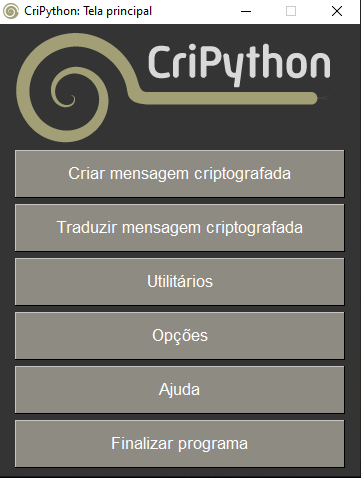 CriPython: Tela principal
CriPython
Criar mensagem criptografada
Traduzir mensagem criptografada
Utilitários
Opções
Ajuda
Finalizar programa